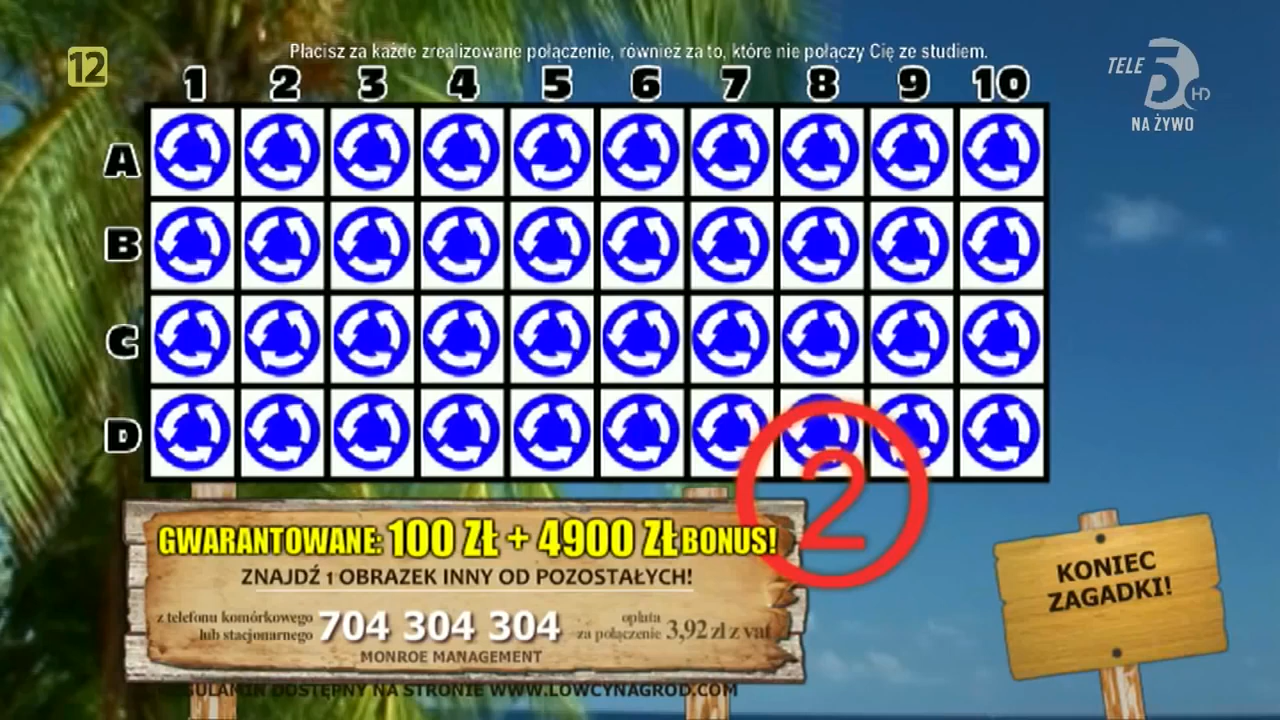 Płacisz za każde zrealizowane połączenie, również za to, które nie połączy Cię ze studiem.
12
TELE 5 HD
NA ŻYWO
1 2 3 4 5 6 7 8 9 10
A
B
C
D
2
GWARANTOWANE: 100 ZŁ + 4900 ZŁ BONUS!
ZNAJDŹ 1 OBRAZEK INNY OD POZOSTAŁYCH!
z telefonu komórkowego
lub stacjonarnego
704 304 304
opłata
za połączenie 3,92 zł z vat
MONROE MANAGEMENT
REGULAMIN DOSTĘPNY NA STRONIE WWW.LOWCYNAGROD.COM
KONIEC
ZAGADKI!